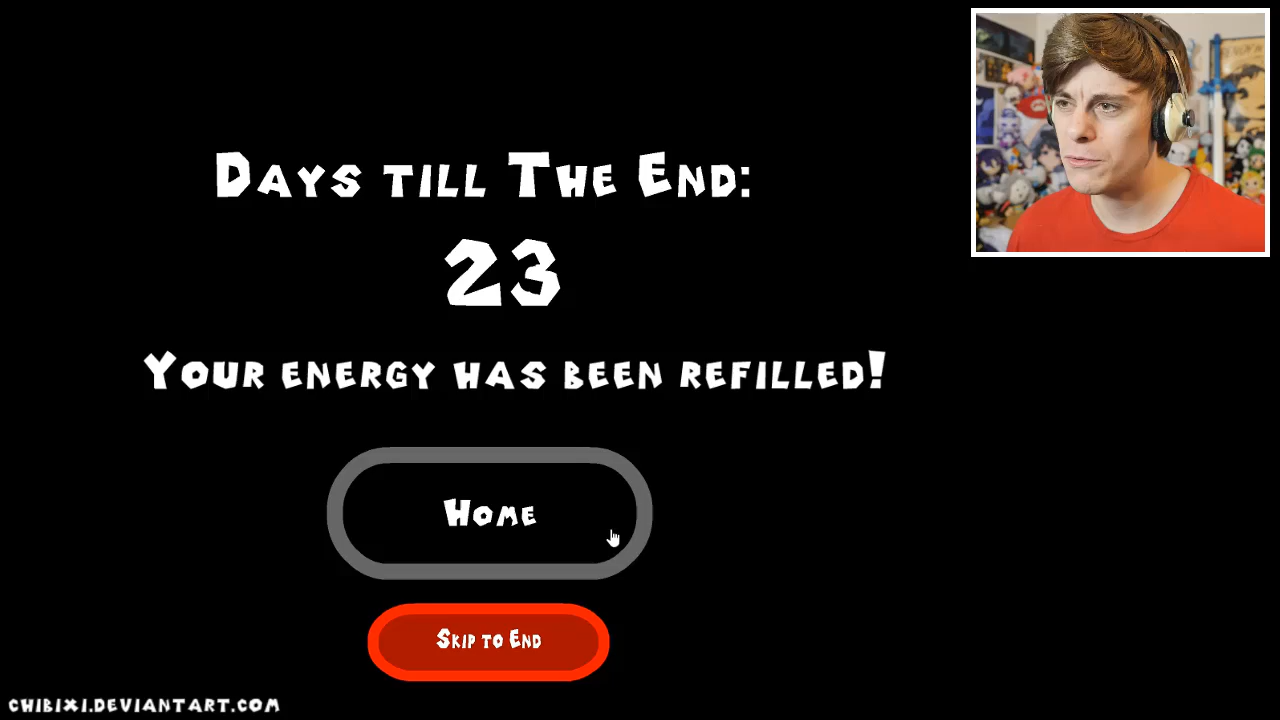 Days till The End:
23
Your energy has been refilled!
Home
Skip to End
chibixi.deviantart.com